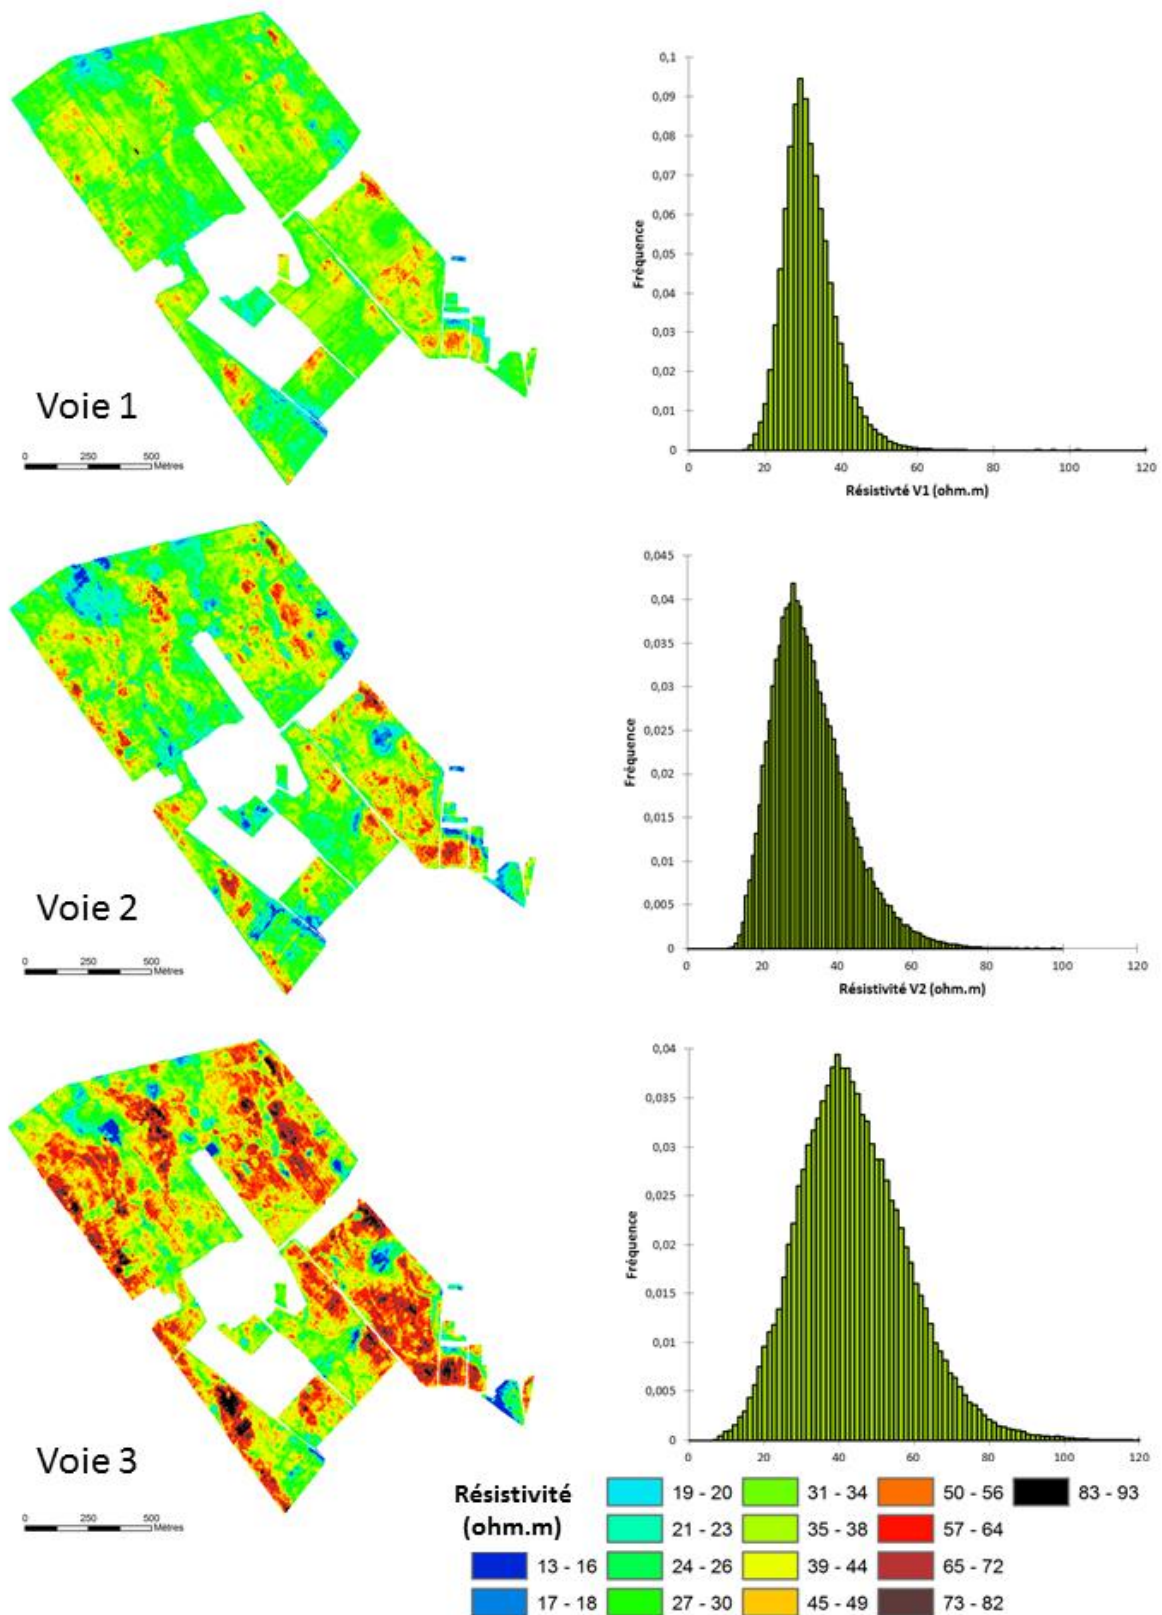 0,1
0,09
0,08
0,07
0,06
0,05
0,04
0,03
0,02
0,01
0
Fréquence
0 20 40 60 80 100 120
Résistivté V1 (ohm.m)
Voie 1
0 250 500
Mètres
0,045
0,04
0,035
0,03
0,025
0,02
0,015
0,01
0,005
0
Fréquence
0 20 40 60 80 100 120
Résistivité V2 (ohm.m)
Voie 2
0 250 500
Mètres
0,04
0,035
0,03
0,025
0,02
0,015
0,01
0,005
0
Fréquence
0 20 40 60 80 100 120
Voie 3
0 250 500
Mètres
Résistivité
(ohm.m)
13 - 16
17 - 18
19 - 20
21 - 23
24 - 26
27 - 30
31 - 34
35 - 38
39 - 44
45 - 49
50 - 56
57 - 64
65 - 72
73 - 82
83 - 93